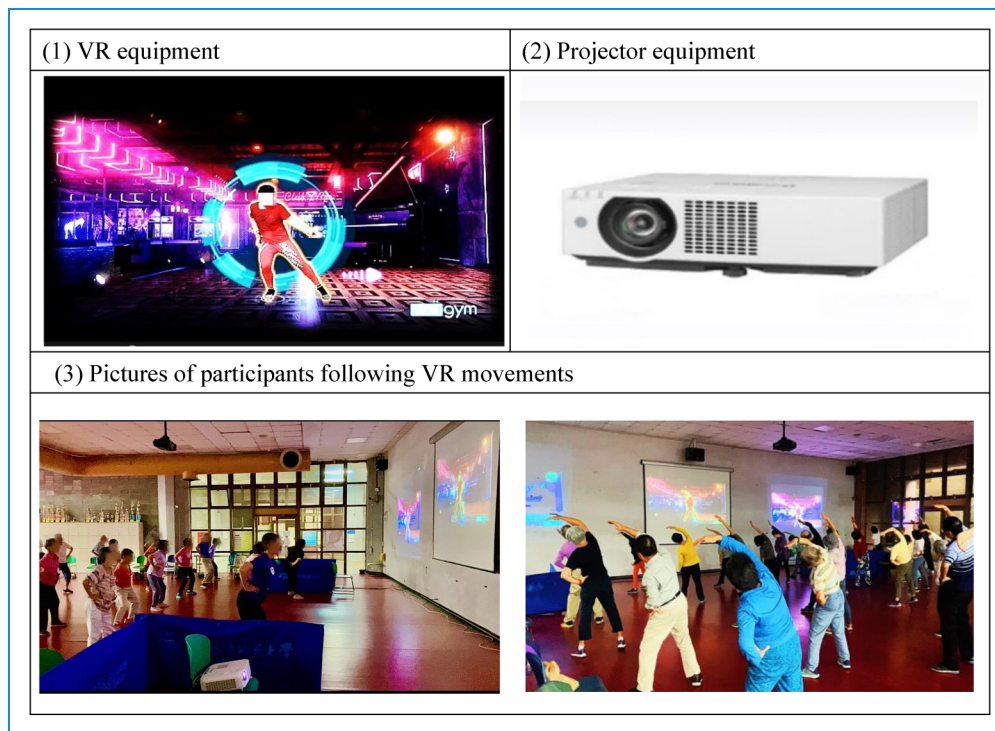 (1) VR equipment
(2) Projector equipment
gym
(3) Pictures of participants following VR movements